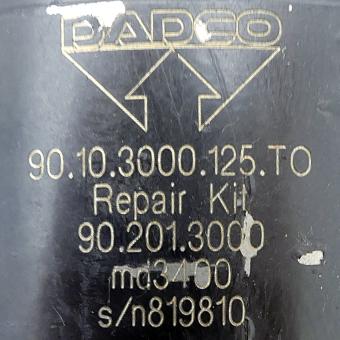 DADCO
90.10.3000.125.TO
Repair Kit
90.201.3000
md3400
s/n819810